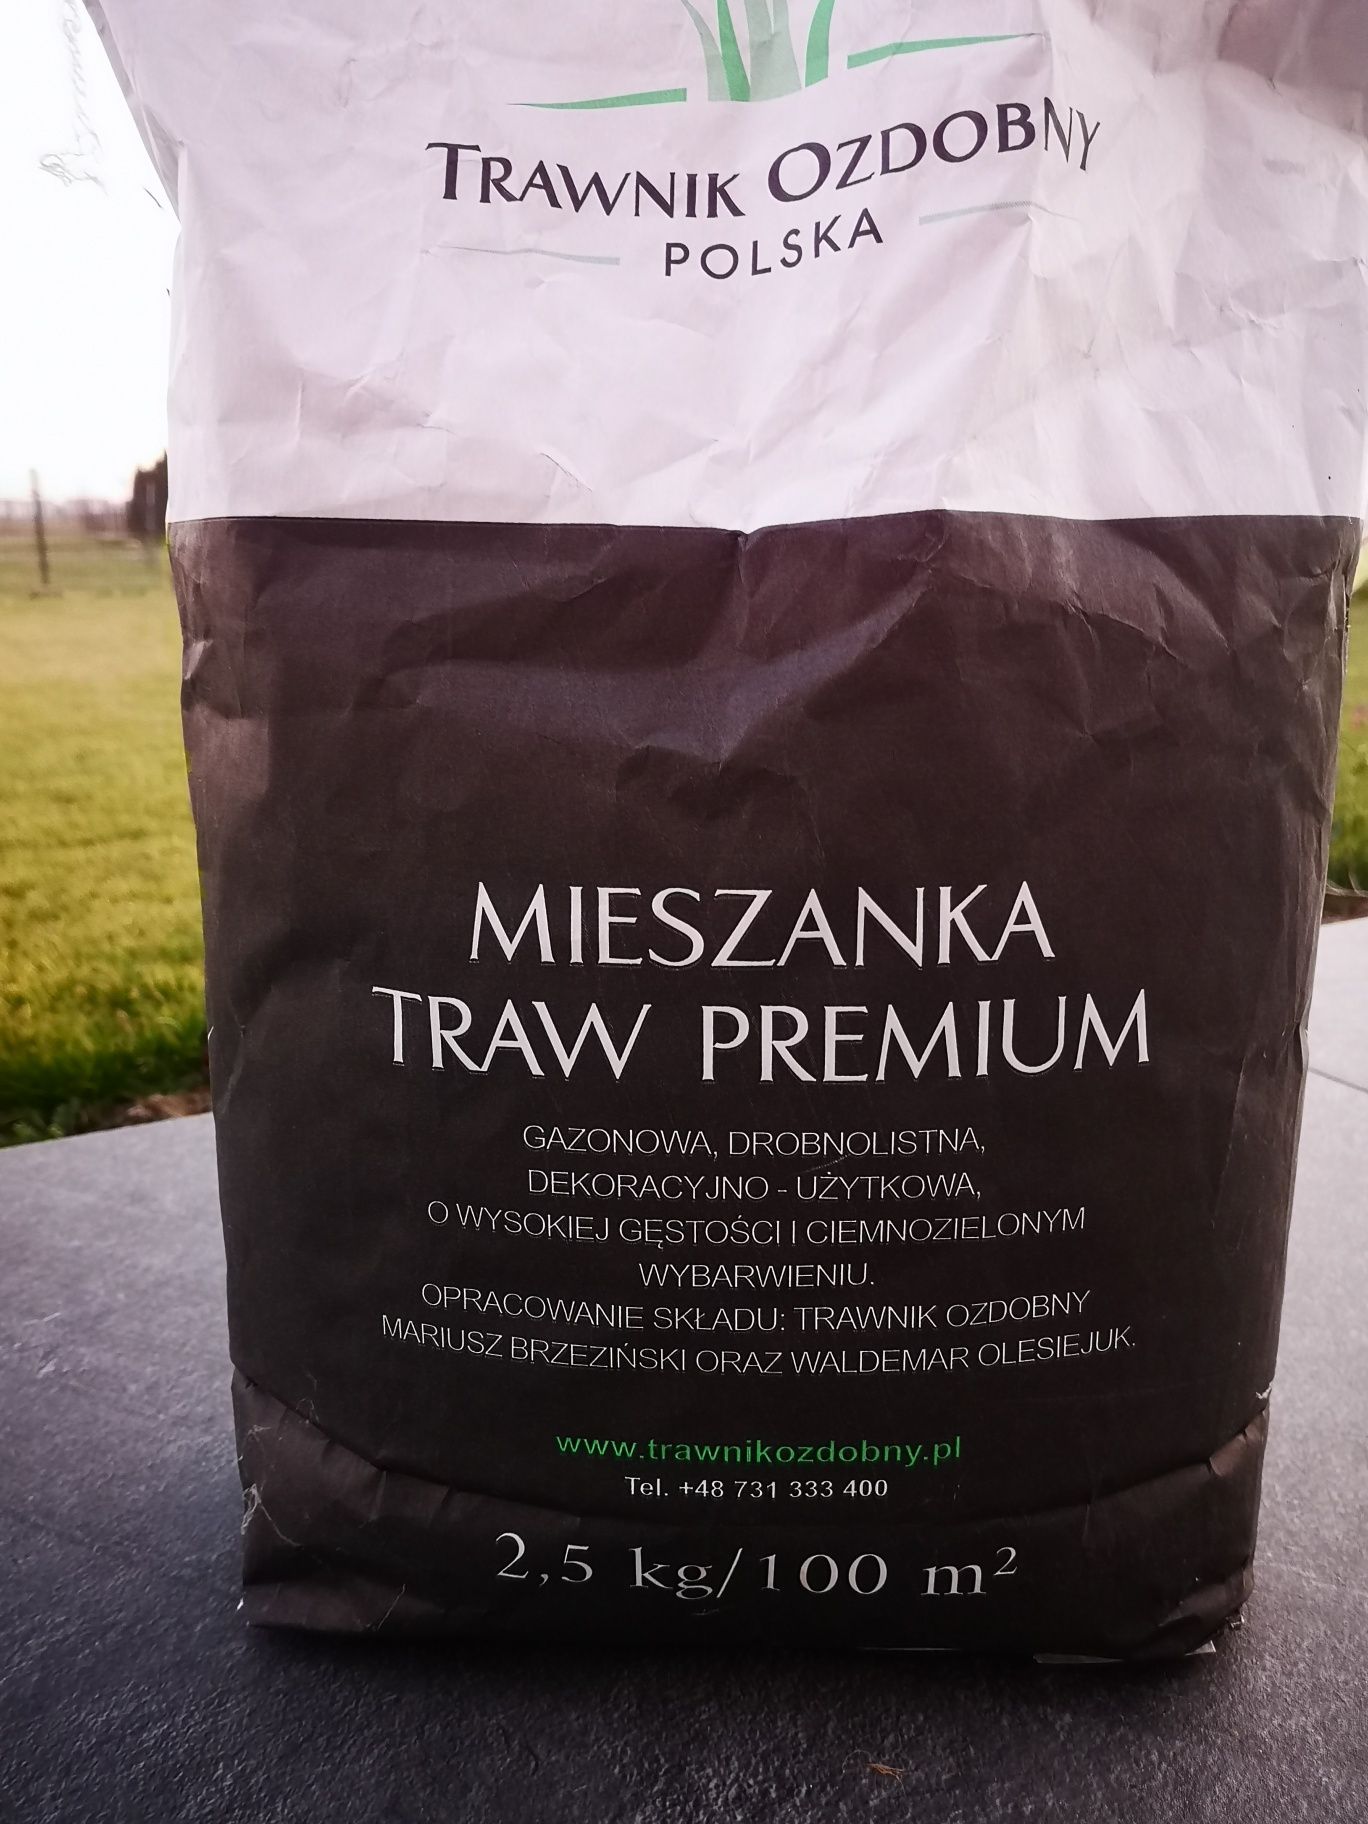 TRAWNIK OZDOBNY
POLSKA
MIESZANKA
TRAW PREMIUM
GAZONOWA, DROBNOLISTNA,
DEKORACYJNO - UŻYTKOWA,
O WYSOKIEJ GĘSTOŚCI I CIEMNOZIELONYM
WYBARWIENIU.
OPRACOWANIE SKŁADU: TRAWNIK OZDOBNY
MARIUSZ BRZEZIŃSKI ORAZ WALDEMAR OLESIEJUK.
www.trawnikozdobny.pl
Tel. +48 731 333 400
2,5 kg/100 m²